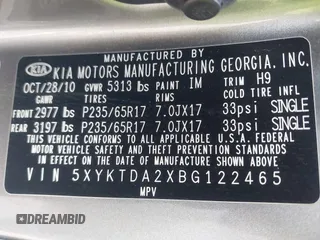 KIA KIA MOTORS MANUFACTURING GEORGIA, INC.
OCT/28/10 GVWR 5313 lbs PAINT IM TRIM H9
GAWR TIRES RIMS COLD TIRE INFL
FRONT 2977 lbs P235/65R17 7.0JX17 33psi SINGLE
REAR 3197 lbs P235/65R17 7.0JX17 33psi SINGLE
THIS VEHICLE CONFORMS TO ALL APPLICABLE U.S. FEDERAL
MOTOR VEHICLE SAFETY, BUMPER, AND THEFT PREVENTION
STANDARDS IN EFFECT ON THE DATE OF MANUFACTURE SHOWN ABOVE.
VIN 5XYKTDA2XBG122465
MPV
DREAMBID